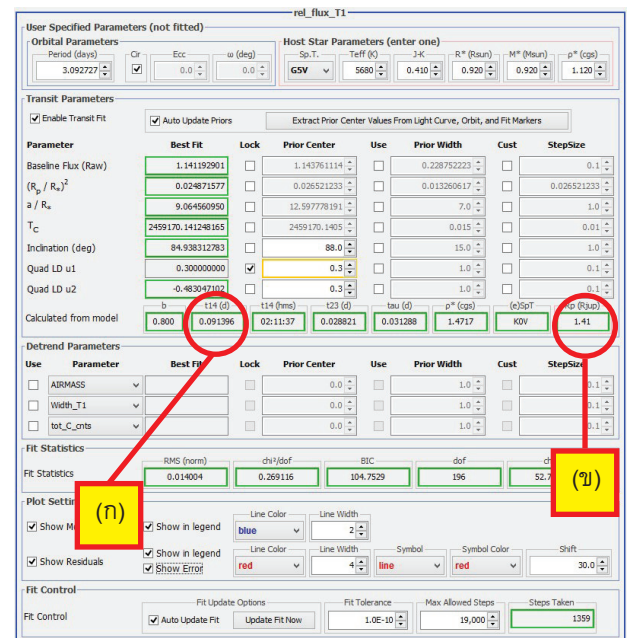 rel_flux_T1
User Specified Parameters (not fitted)
Orbital Parameters Host Star Parameters (enter one)
Period (days) Cir Ecc ω (deg) Sp.T. Teff (K) J-K R* (Rsun) M* (Msun) ρ* (cgs)
3.092727 0.0 0.0 G5V 5680 0.410 0.920 0.920 1.120
Transit Parameters
Enable Transit Fit Auto Update Priors Extract Prior Center Values From Light Curve, Orbit, and Fit Markers
Parameter Best Fit Lock Prior Center Use Prior Width Cust StepSize
Baseline Flux (Raw) 1.141192901 1.143761114 0.228752223 0.1
(Rp / R*)² 0.024871577 0.026521233 0.013260617 0.026521233
a / R* 9.064560950 12.597778191 7.0 1.0
TC 2459170.141248165 2459170.1405 0.015 0.01
Inclination (deg) 84.938312783 88.0 15.0 1.0
Quad LD u1 0.300000000 0.3 1.0 0.1
Quad LD u2 -0.483047102 0.3 1.0 0.1
b t14 (d) t14 (hms) t23 (d) tau (d) ρ* (cgs) (e)SpT Rp (Rjup)
Calculated from model 0.800 0.091396 02:11:37 0.028821 0.031288 1.4717 K0V 1.41
Detrend Parameters
Use Parameter Best Fit Lock Prior Center Use Prior Width Cust StepSize
AIRMASS 0.0 1.0 0.1
Width_T1 0.0 1.0 0.1
tot_C_cnts 0.0 1.0 0.1
Fit Statistics
RMS (norm) chi²/dof BIC dof
Fit Statistics 0.014004 0.269116 104.7529 196 52.7
(ก) (ข)
Plot Setti
Line Color Line Width
Show M Show in legend blue 2
Line Color Line Width Symbol Symbol Color Shift
Show Residuals Show in legend red 4 line red 30.0
Show Error
Fit Control
Fit Update Options Fit Tolerance Max Allowed Steps Steps Taken
Fit Control Auto Update Fit Update Fit Now 1.0E-10 19,000 1359